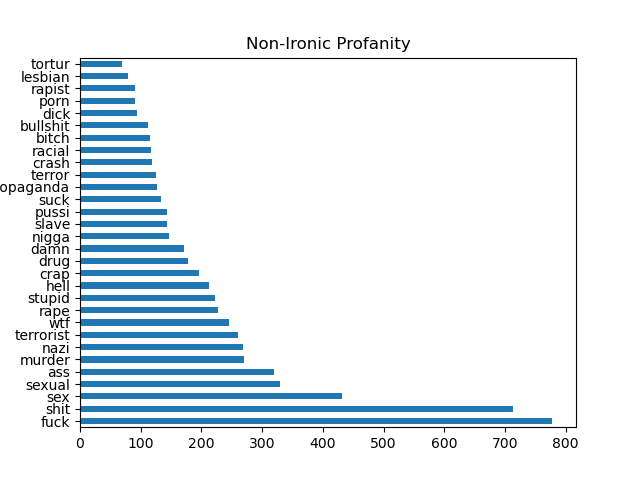 Non-Ironic Profanity
tortur
lesbian
rapist
porn
dick
bullshit
bitch
racial
crash
terror
opaganda
suck
pussi
slave
nigga
damn
drug
crap
hell
stupid
rape
wtf
terrorist
nazi
murder
ass
sexual
sex
shit
fuck
0 100 200 300 400 500 600 700 800